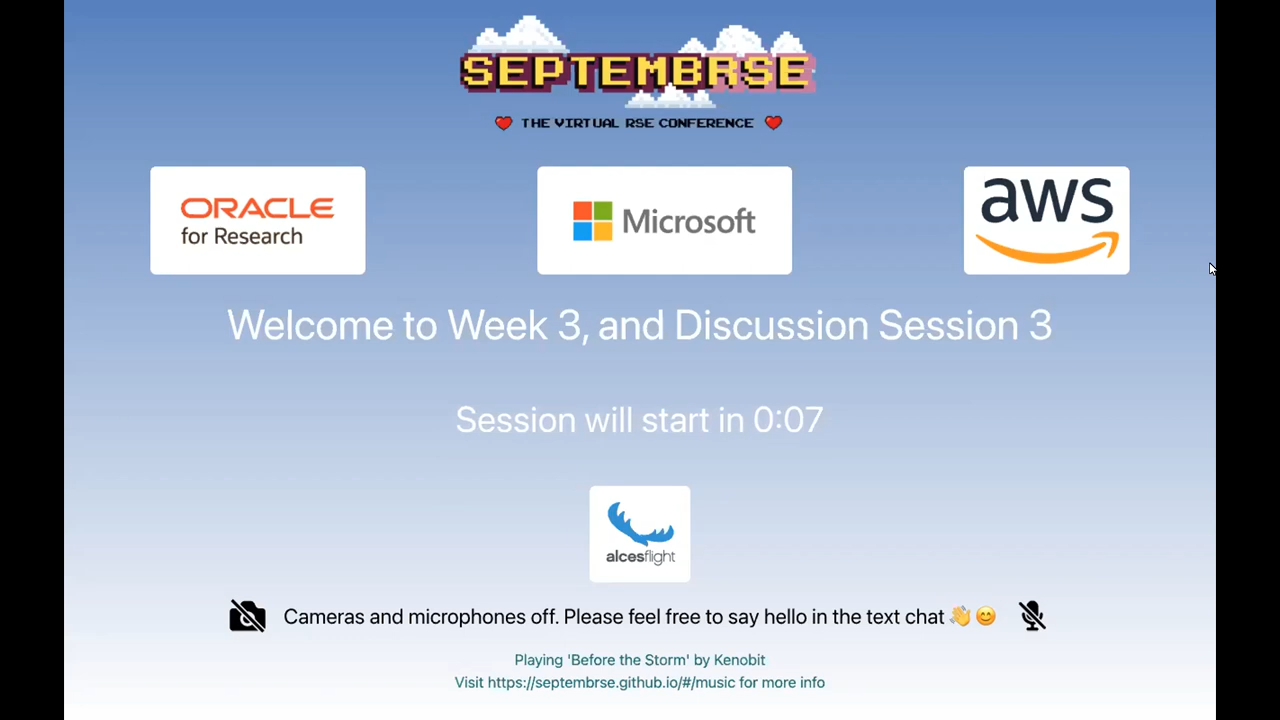 SEPTEMBRSE
THE VIRTUAL RSE CONFERENCE
ORACLE
for Research
Microsoft
aws
Welcome to Week 3, and Discussion Session 3
Session will start in 0:07
alcesflight
Cameras and microphones off. Please feel free to say hello in the text chat 👋😊
Playing 'Before the Storm' by Kenobit
Visit https://septembrse.github.io/#/music for more info